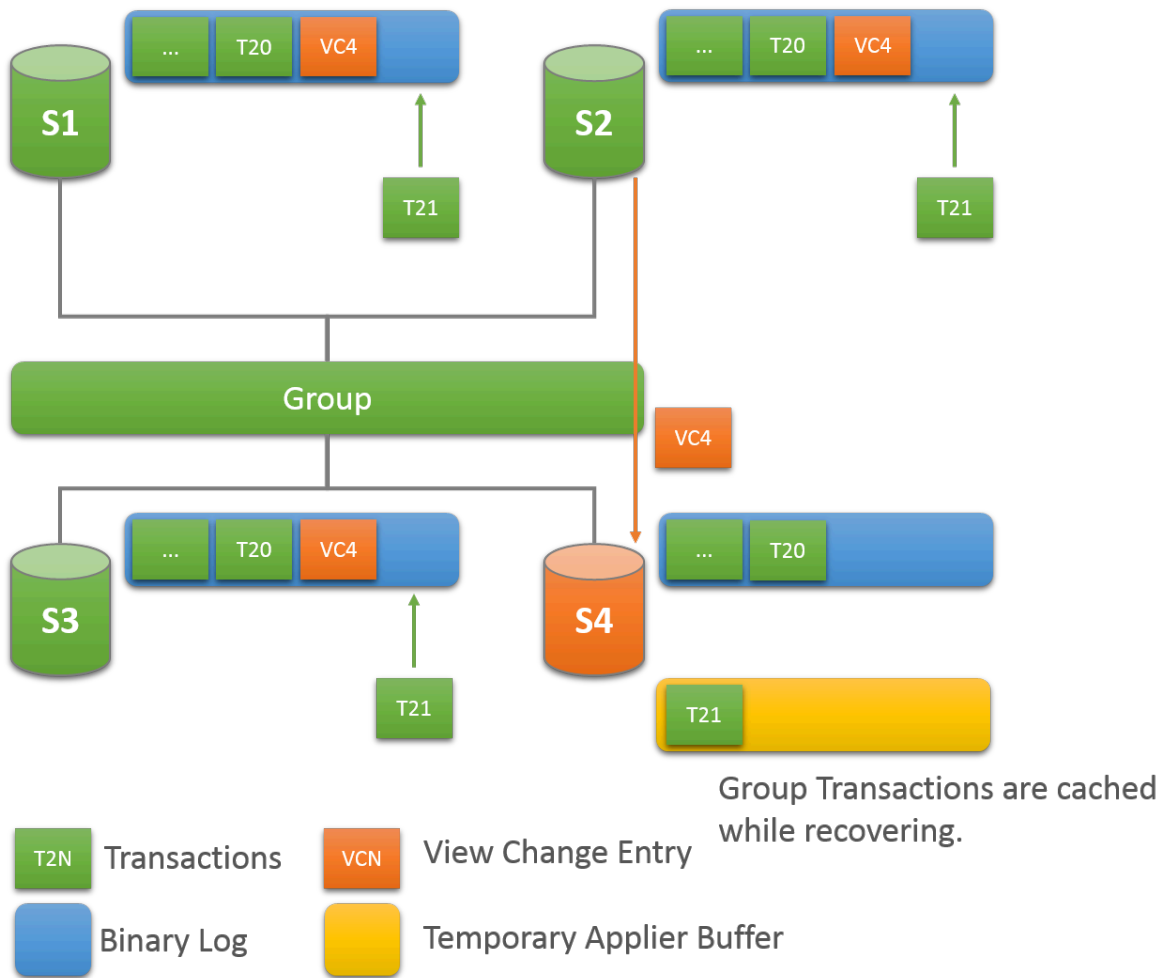 ... T20 VC4
S1
T21
... T20 VC4
S2
T21
Group
VC4
... T20 VC4
S3
T21
... T20
S4
T21
Group Transactions are cached
while recovering.
T2N Transactions
VCN View Change Entry
Binary Log
Temporary Applier Buffer